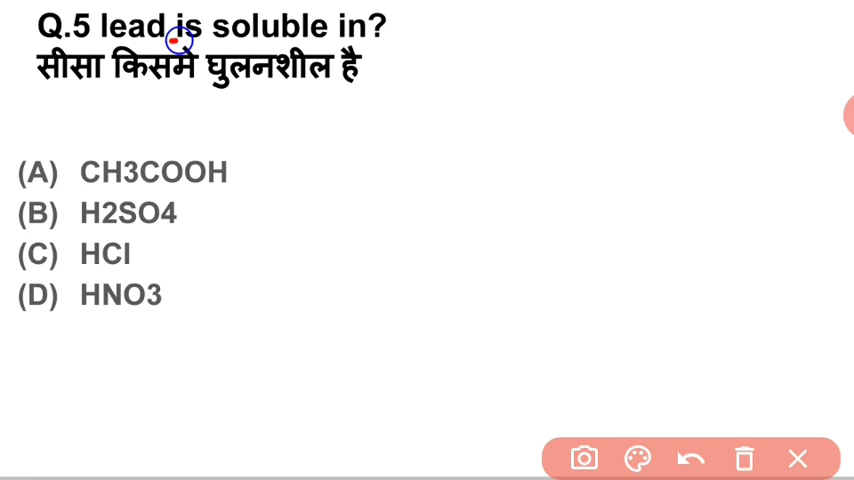 Q.5 lead is soluble in?
सीसा किसमे घुलनशील है
(A) CH3COOH
(B) H2SO4
(C) HCl
(D) HNO3